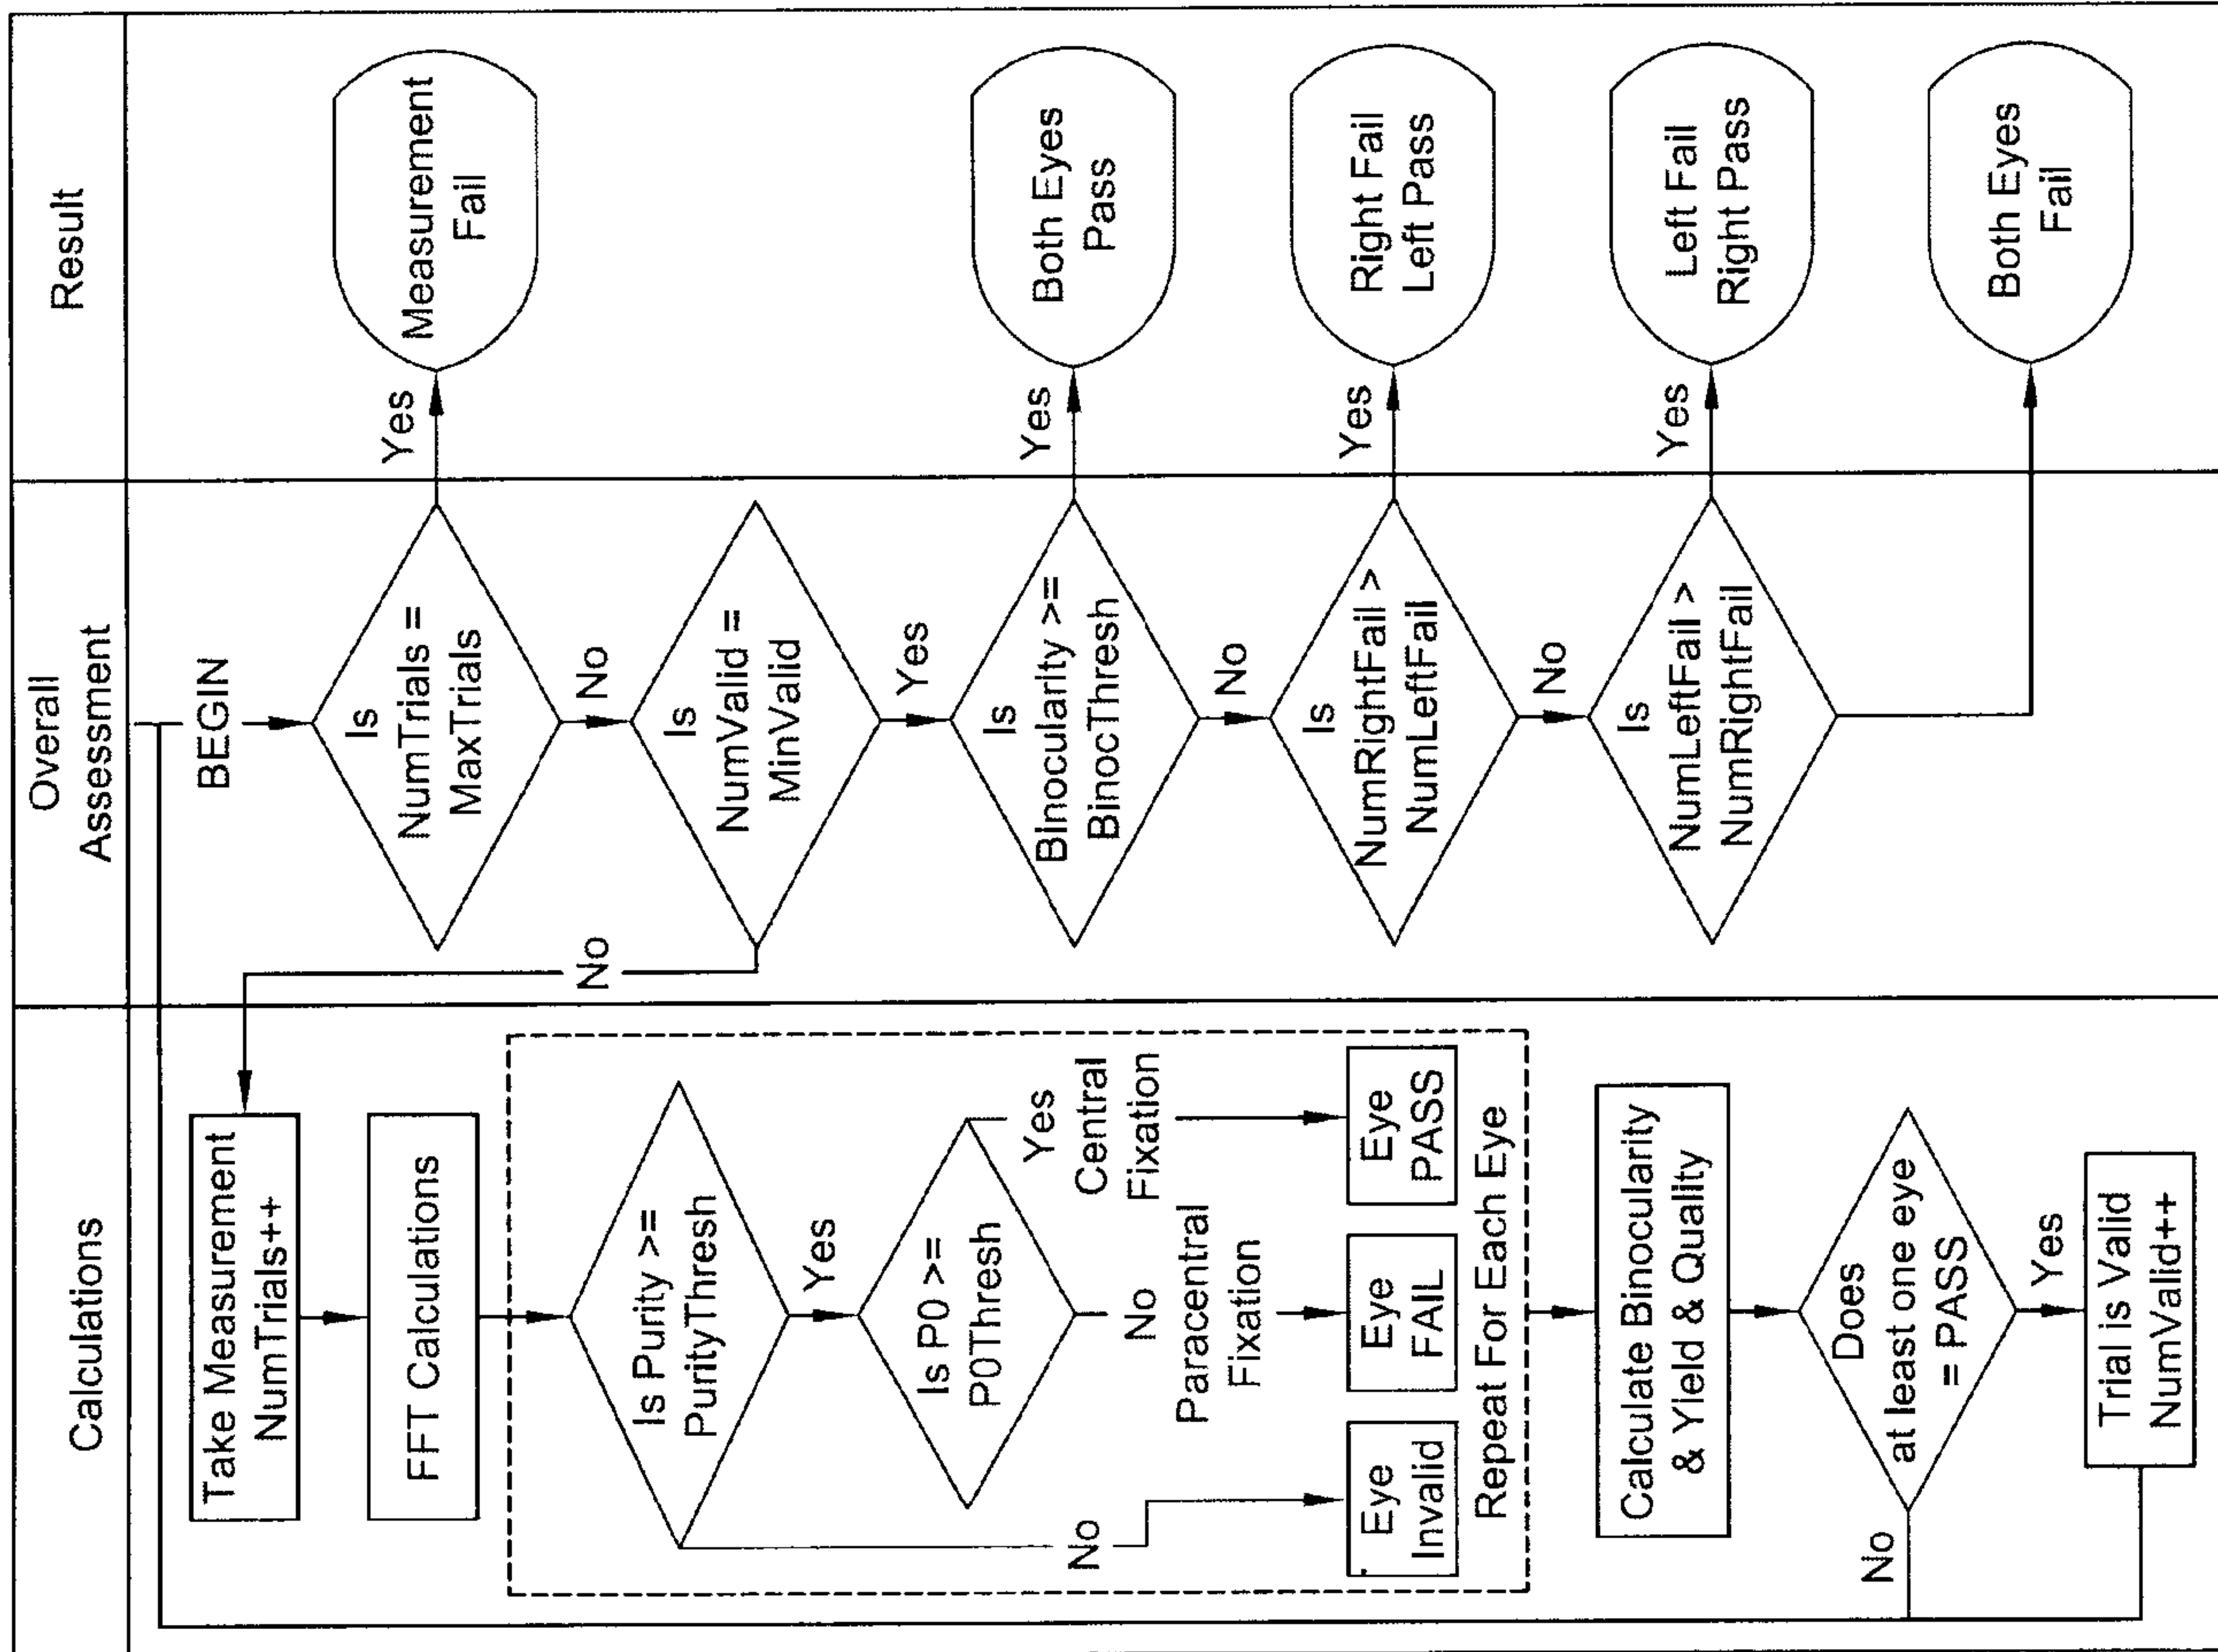 Calculations
Overall
Assessment
Result
Take Measurement
NumTrials++
FFT Calculations
Is Purity >=
PurityThresh
Yes
No
Is P0 >=
P0Thresh
Yes
Central
Fixation
No
Paracentral
Fixation
Eye
Invalid
Eye
FAIL
Eye
PASS
Repeat For Each Eye
Calculate Binocularity
& Yield & Quality
Does
at least one eye
= PASS
No
Yes
Trial is Valid
NumValid++
BEGIN
Is
NumTrials =
MaxTrials
No
Is
NumValid =
MinValid
No
Yes
Is
Binocularity >=
BinocThresh
No
Is
NumRightFail >
NumLeftFail
No
Is
NumLeftFail >
NumRightFail
Yes
Measurement
Fail
Yes
Both Eyes
Pass
Yes
Right Fail
Left Pass
Yes
Left Fail
Right Pass
Both Eyes
Fail